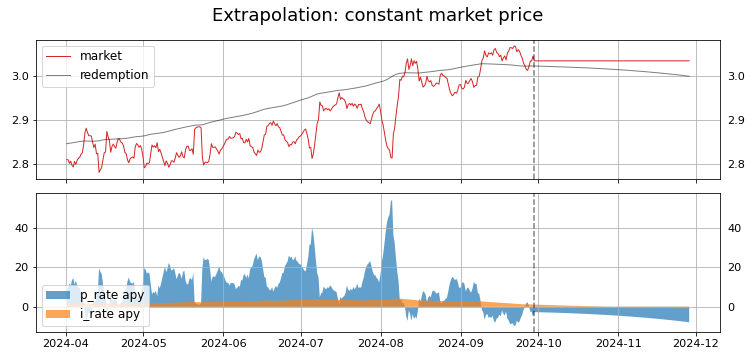 Extrapolation: constant market price
market
redemption
3.0
2.9
2.8
3.0
2.9
2.8
40
20
0
40
20
0
p_rate apy
i_rate apy
2024-04 2024-05 2024-06 2024-07 2024-08 2024-09 2024-10 2024-11 2024-12